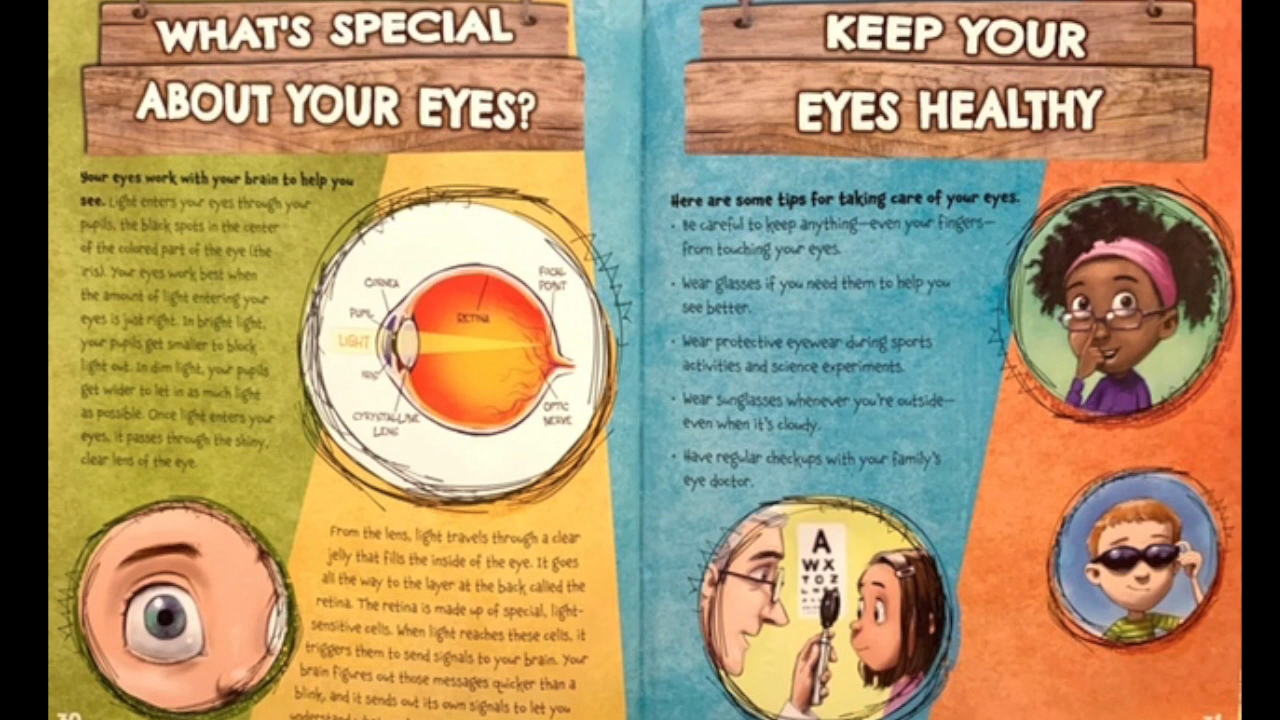 WHAT'S SPECIAL
ABOUT YOUR EYES?
Your eyes work with your brain to help you
see. Light enters your eyes through your
pupils, the black spots in the center
of the colored part of the eye (the
iris). Your eyes work best when
the amount of light entering your
eyes is just right. In bright light,
your pupils get smaller to block
light out. In dim light, your pupils
get wider to let in as much light
as possible. Once light enters your
eyes, it passes through the shiny,
clear lens of the eye.
CORNEA
PUPIL
LIGHT
IRIS
CYRYSTALLINE
LENS
RETINA
FOCAL
POINT
OPTIC
NERVE
From the lens, light travels through a clear
jelly that fills the inside of the eye. It goes
all the way to the layer at the back called the
retina. The retina is made up of special, light-
sensitive cells. When light reaches these cells, it
triggers them to send signals to your brain. Your
brain figures out those messages quicker than a
blink, and it sends out its own signals to let you
30
KEEP YOUR
EYES HEALTHY
Here are some tips for taking care of your eyes.
• Be careful to keep anything—even your fingers—
from touching your eyes.
• Wear glasses if you need them to help you
see better.
• Wear protective eyewear during sports
activities and science experiments.
• Wear sunglasses whenever you're outside—
even when it's cloudy.
• Have regular checkups with your family's
eye doctor.
A
W X
T O Z